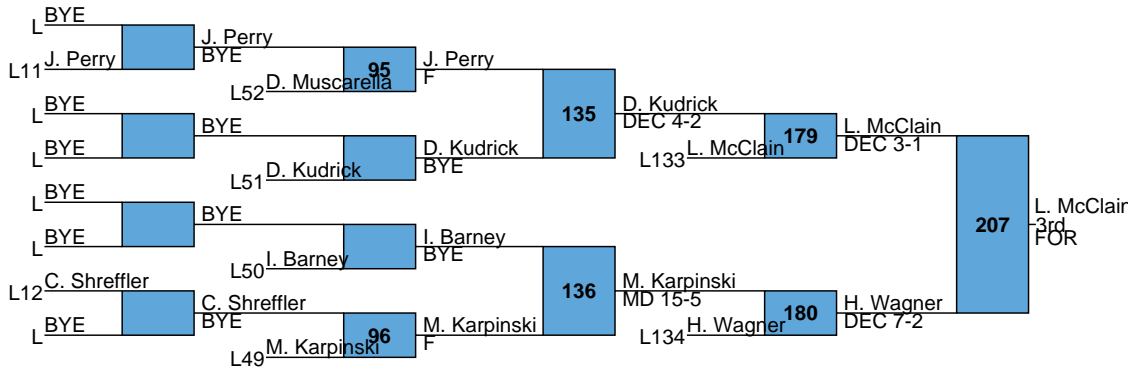 L BYE
L11 J. Perry
J. Perry
BYE
95
L52 D. Muscarella
J. Perry
F
L BYE
L BYE
BYE
L51 D. Kudrick
D. Kudrick
BYE
135
D. Kudrick
DEC 4-2
L133 L. McClain
179
L. McClain
DEC 3-1
L BYE
L BYE
BYE
L50 I. Barney
I. Barney
BYE
L12 C. Shreffler
L BYE
C. Shreffler
BYE
96
L49 M. Karpinski
M. Karpinski
F
136
M. Karpinski
MD 15-5
L134 H. Wagner
180
H. Wagner
DEC 7-2
207
L. McClain
3rd
FOR